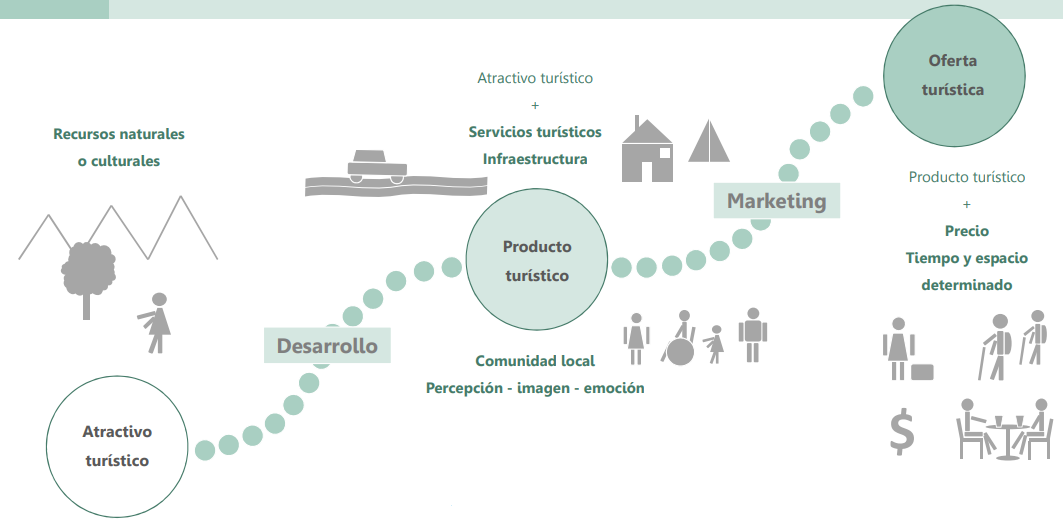 Recursos naturales
o culturales
Atractivo
turístico
Desarrollo
Atractivo turístico
+
Servicios turísticos
Infraestructura
Producto
turístico
Comunidad local
Percepción - imagen - emoción
Marketing
Oferta
turística
Producto turístico
+
Precio
Tiempo y espacio
determinado
$